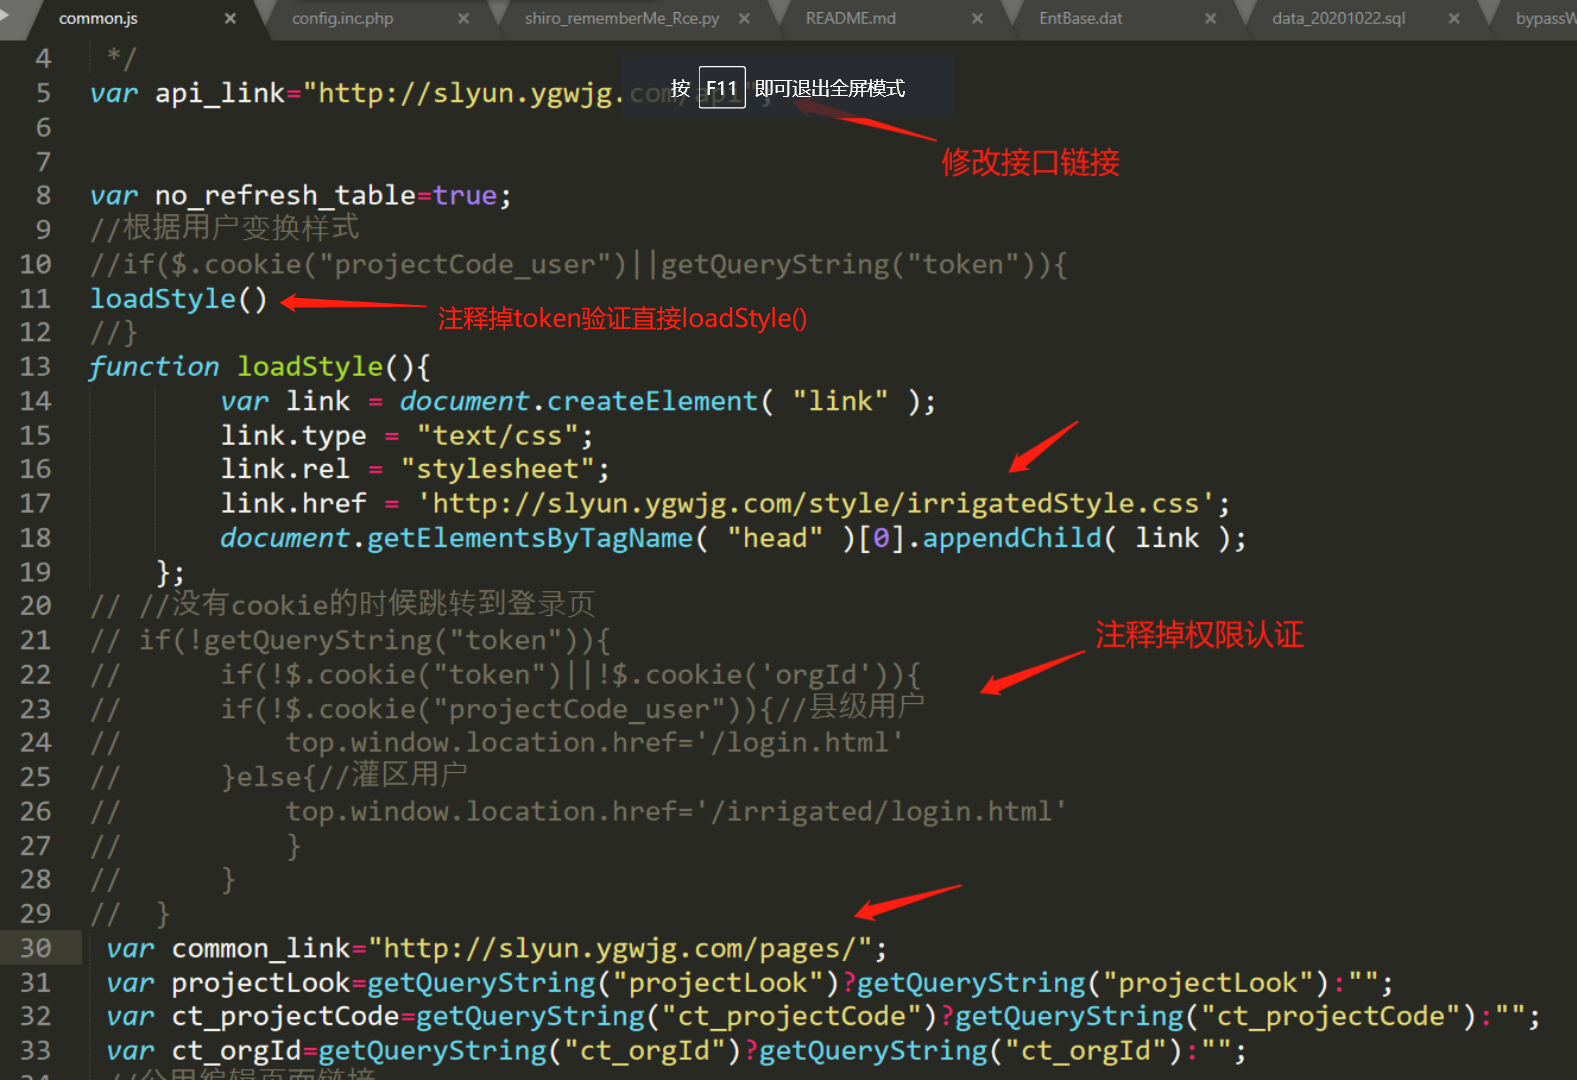 common.js × config.inc.php × shiro_rememberMe_Rce.py × README.md × EntBase.dat × data_20201022.sql × bypassW
4 */
5 var api_link="http://slyun.ygwjg.com/api";
按 F11 即可退出全屏模式
修改接口链接
6
7
8 var no_refresh_table=true;
9 //根据用户变换样式
10 //if($.cookie("projectCode_user")||getQueryString("token")){
11 loadStyle()
注释掉token验证直接loadStyle()
12 //}
13 function loadStyle(){
14 var link = document.createElement( "link" );
15 link.type = "text/css";
16 link.rel = "stylesheet";
17 link.href = 'http://slyun.ygwjg.com/style/irrigatedStyle.css';
18 document.getElementsByTagName( "head" )[0].appendChild( link );
19 };
20 // //没有cookie的时候跳转到登录页
21 // if(!getQueryString("token")){
注释掉权限认证
22 // if(!$.cookie("token")||!$.cookie('orgId')){
23 // if(!$.cookie("projectCode_user")){//县级用户
24 // top.window.location.href='/login.html'
25 // }else{//灌区用户
26 // top.window.location.href='/irrigated/login.html'
27 // }
28 // }
29 // }
30 var common_link="http://slyun.ygwjg.com/pages/";
31 var projectLook=getQueryString("projectLook")?getQueryString("projectLook"):"";
32 var ct_projectCode=getQueryString("ct_projectCode")?getQueryString("ct_projectCode"):"";
33 var ct_orgId=getQueryString("ct_orgId")?getQueryString("ct_orgId"):"";
34 //公用编辑页面链接